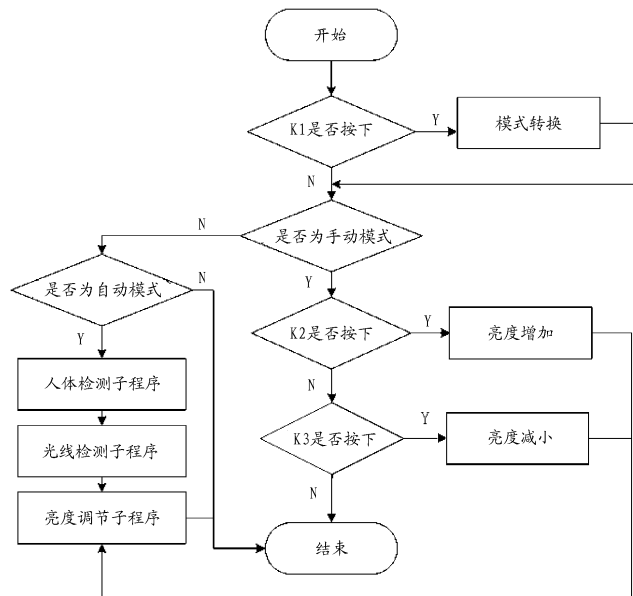 开始
K1是否按下
Y
模式转换
N
是否为手动模式
N
是否为自动模式
N
Y
Y
K2是否按下
Y
亮度增加
人体检测子程序
N
K3是否按下
Y
亮度减小
光线检测子程序
N
亮度调节子程序
结束